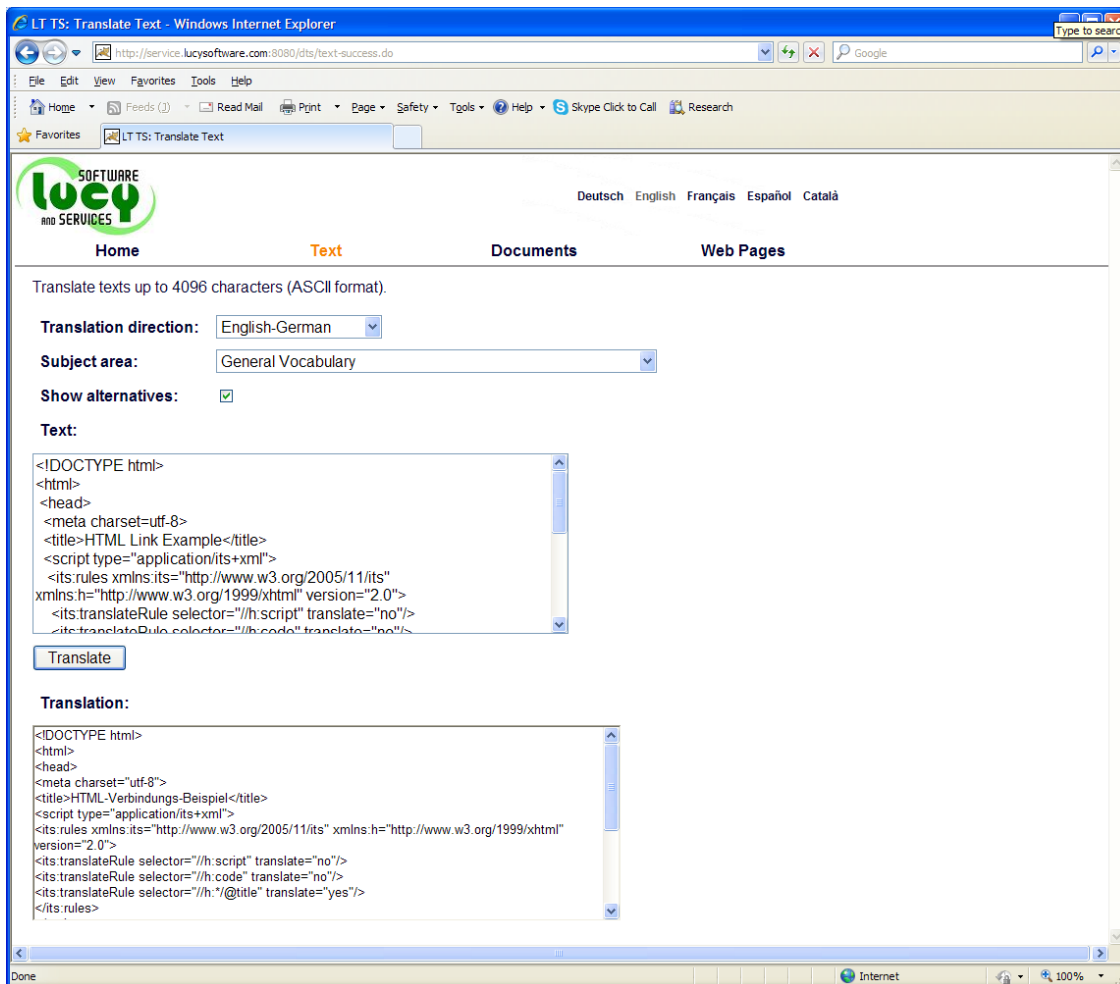 LT TS: Translate Text - Windows Internet Explorer
Type to searc
http://service.lucysoftware.com:8080/dts/text-success.do
Google
File Edit View Favorites Tools Help
Home Feeds (J) Read Mail Print Page Safety Tools Help Skype Click to Call Research
Favorites LT TS: Translate Text
SOFTWARE
lucy
AND SERVICES
Deutsch English Français Español Català
Home Text Documents Web Pages
Translate texts up to 4096 characters (ASCII format).
Translation direction: English-German
Subject area: General Vocabulary
Show alternatives:
Text:
<!DOCTYPE html>
<html>
<head>
<meta charset=utf-8>
<title>HTML Link Example</title>
<script type="application/its+xml">
<its:rules xmlns:its="http://www.w3.org/2005/11/its"
xmlns:h="http://www.w3.org/1999/xhtml" version="2.0">
<its:translateRule selector="//h:script" translate="no"/>
<its:translateRule selector="//h:code" translate="no"/>
Translate
Translation:
<!DOCTYPE html>
<html>
<head>
<meta charset="utf-8">
<title>HTML-Verbindungs-Beispiel</title>
<script type="application/its+xml">
<its:rules xmlns:its="http://www.w3.org/2005/11/its" xmlns:h="http://www.w3.org/1999/xhtml"
version="2.0">
<its:translateRule selector="//h:script" translate="no"/>
<its:translateRule selector="//h:code" translate="no"/>
<its:translateRule selector="//h:*/@title" translate="yes"/>
</its:rules>
Done Internet 100%